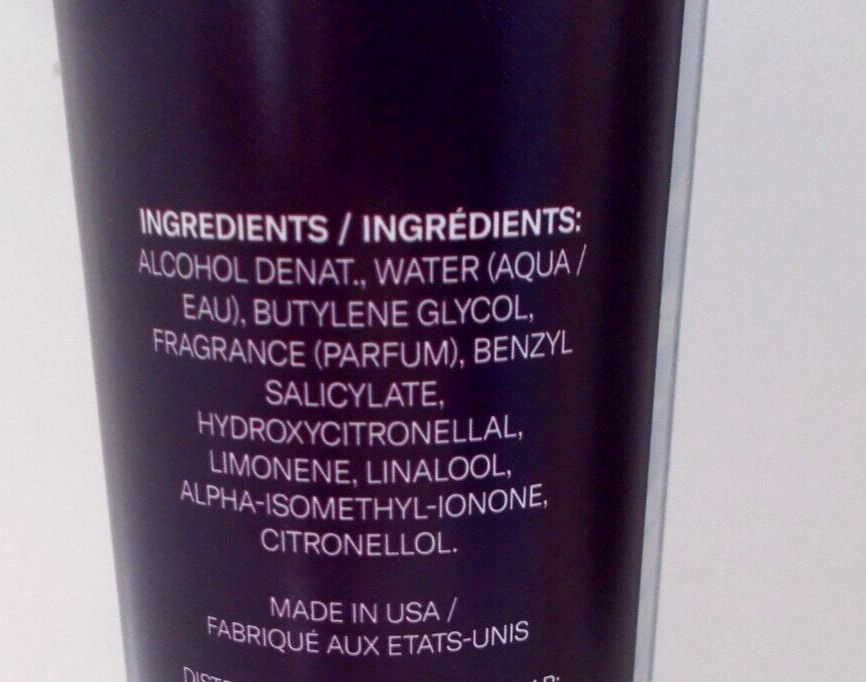 INGREDIENTS / INGRÉDIENTS:
ALCOHOL DENAT., WATER (AQUA /
EAU), BUTYLENE GLYCOL,
FRAGRANCE (PARFUM), BENZYL
SALICYLATE,
HYDROXYCITRONELLAL,
LIMONENE, LINALOOL,
ALPHA-ISOMETHYL-IONONE,
CITRONELLOL.
MADE IN USA /
FABRIQUÉ AUX ETATS-UNIS